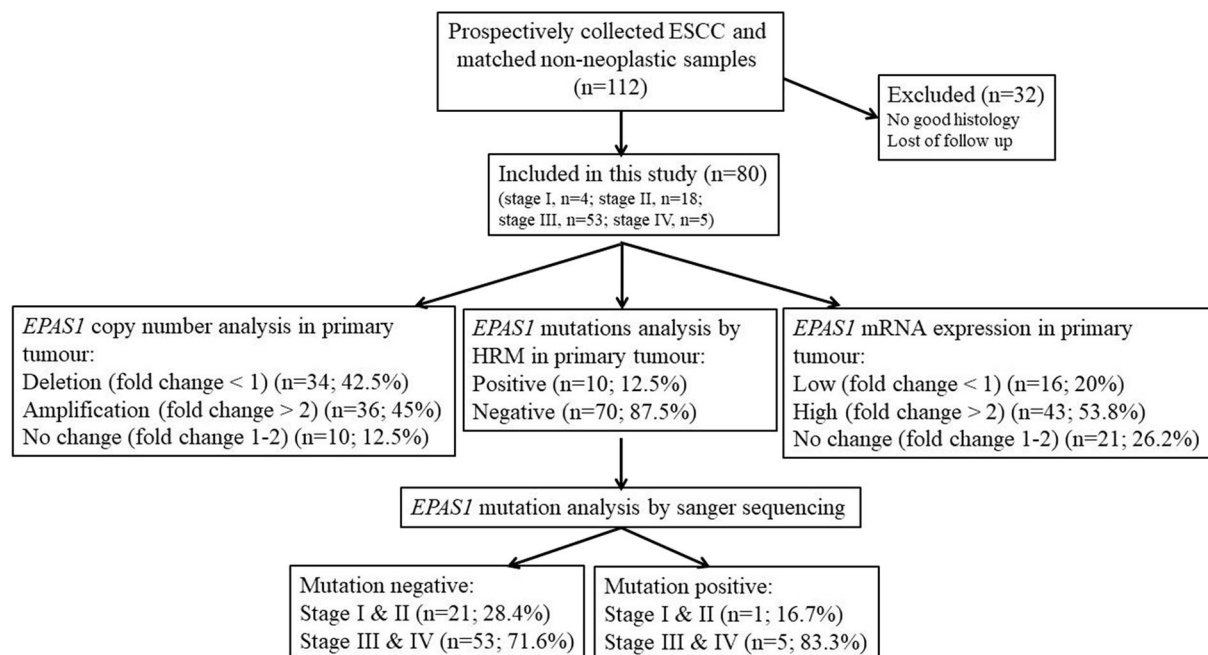 Prospectively collected ESCC and
matched non-neoplastic samples
(n=112)
Excluded (n=32)
No good histology
Lost of follow up
Included in this study (n=80)
(stage I, n=4; stage II, n=18;
stage III, n=53; stage IV, n=5)
EPAS1 copy number analysis in primary
tumour:
Deletion (fold change < 1) (n=34; 42.5%)
Amplification (fold change > 2) (n=36; 45%)
No change (fold change 1-2) (n=10; 12.5%)
EPAS1 mutations analysis by
HRM in primary tumour:
Positive (n=10; 12.5%)
Negative (n=70; 87.5%)
EPAS1 mRNA expression in primary
tumour:
Low (fold change < 1) (n=16; 20%)
High (fold change > 2) (n=43; 53.8%)
No change (fold change 1-2) (n=21; 26.2%)
EPAS1 mutation analysis by sanger sequencing
Mutation negative:
Stage I & II (n=21; 28.4%)
Stage III & IV (n=53; 71.6%)
Mutation positive:
Stage I & II (n=1; 16.7%)
Stage III & IV (n=5; 83.3%)